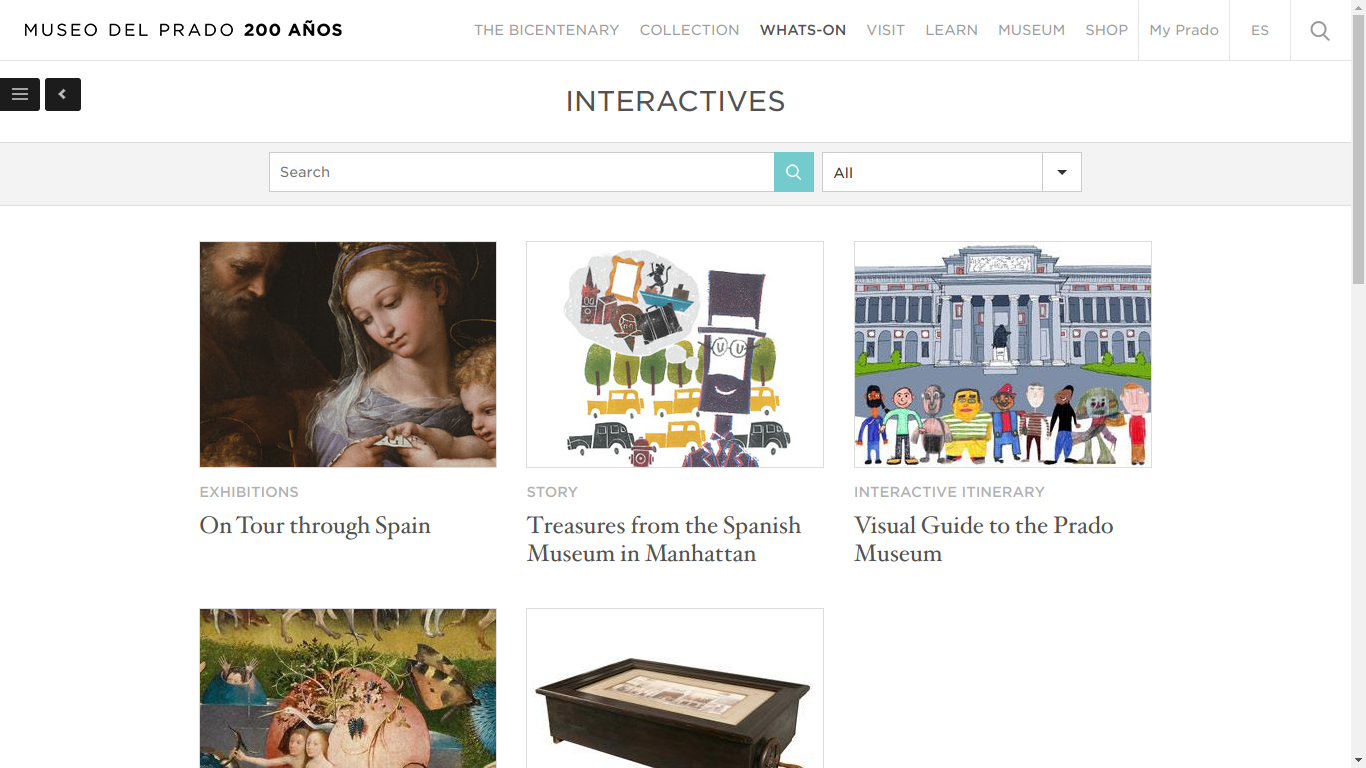 MUSEO DEL PRADO 200 AÑOS
THE BICENTENARY COLLECTION WHATS-ON VISIT LEARN MUSEUM SHOP My Prado ES
INTERACTIVES
Search All
EXHIBITIONS
On Tour through Spain
STORY
Treasures from the Spanish
Museum in Manhattan
INTERACTIVE ITINERARY
Visual Guide to the Prado
Museum